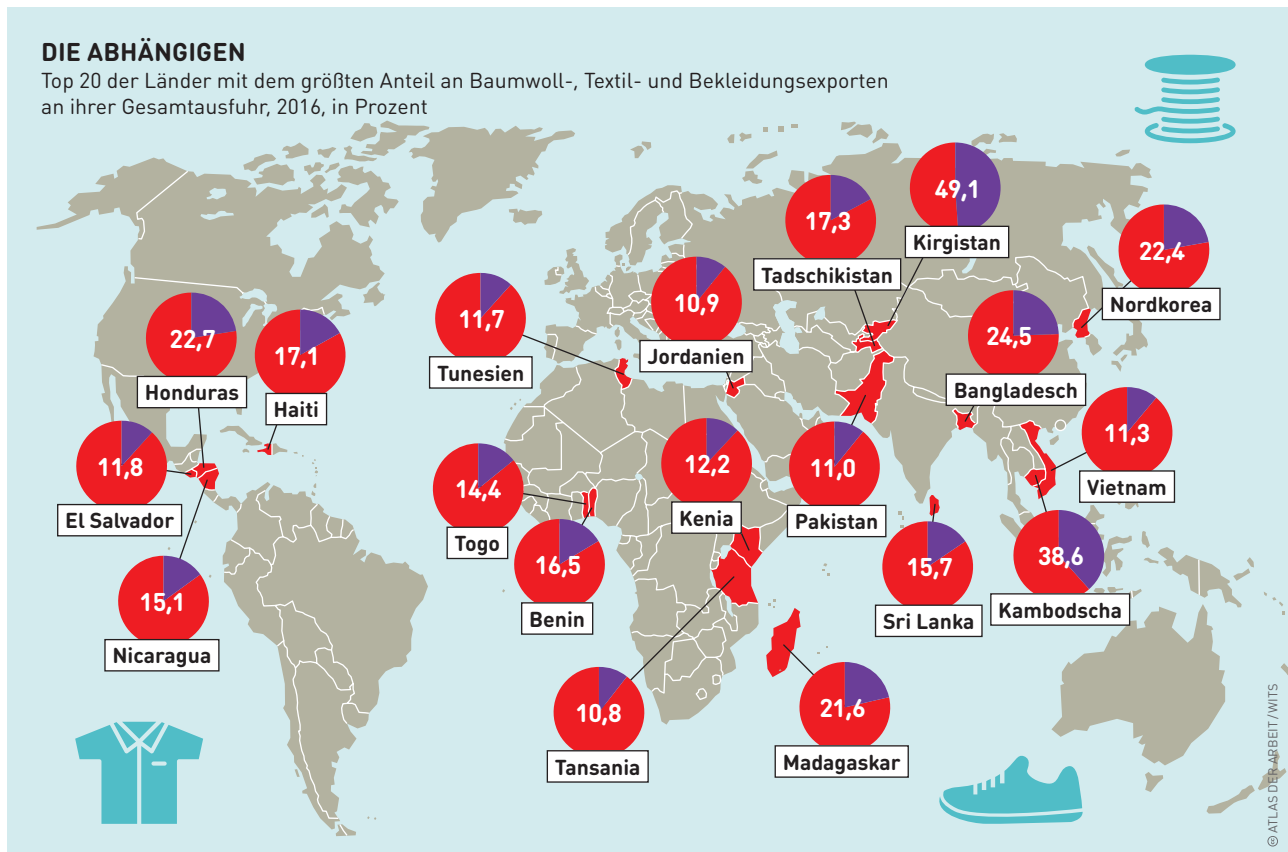 DIE ABHÄNGIGEN
Top 20 der Länder mit dem größten Anteil an Baumwoll-, Textil- und Bekleidungsexporten
an ihrer Gesamtausfuhr, 2016, in Prozent
49,1
Kirgistan
17,3
Tadschikistan
22,4
Nordkorea
10,9
Jordanien
11,7
Tunesien
24,5
Bangladesch
22,7
Honduras
17,1
Haiti
11,8
El Salvador
14,4
Togo
12,2
Kenia
11,0
Pakistan
11,3
Vietnam
15,1
Nicaragua
16,5
Benin
15,7
Sri Lanka
38,6
Kambodscha
10,8
Tansania
21,6
Madagaskar
© ATLAS DER ARBEIT / WITS